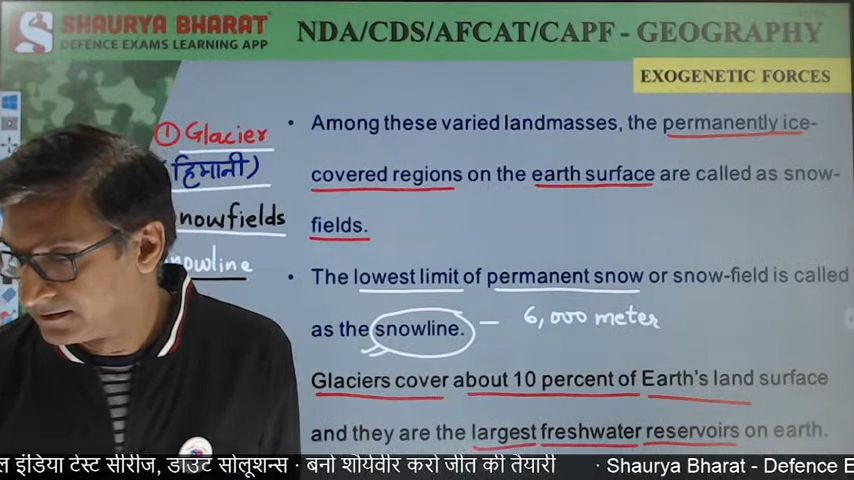 SHAURYA BHARAT
DEFENCE EXAMS LEARNING APP
NDA/CDS/AFCAT/CAPF - GEOGRAPHY
EXOGENETIC FORCES
① Glacier
(हिमानी)
nowfields
nowline
• Among these varied landmasses, the permanently ice-
covered regions on the earth surface are called as snow-
fields.
• The lowest limit of permanent snow or snow-field is called
as the snowline. — 6,000 meter
Glaciers cover about 10 percent of Earth's land surface
and they are the largest freshwater reservoirs on earth.
ल इंडिया टेस्ट सीरीज, डाउट सोलूशन्स · बनो शौर्यवीर करो जीत की तैयारी · Shaurya Bharat - Defence E